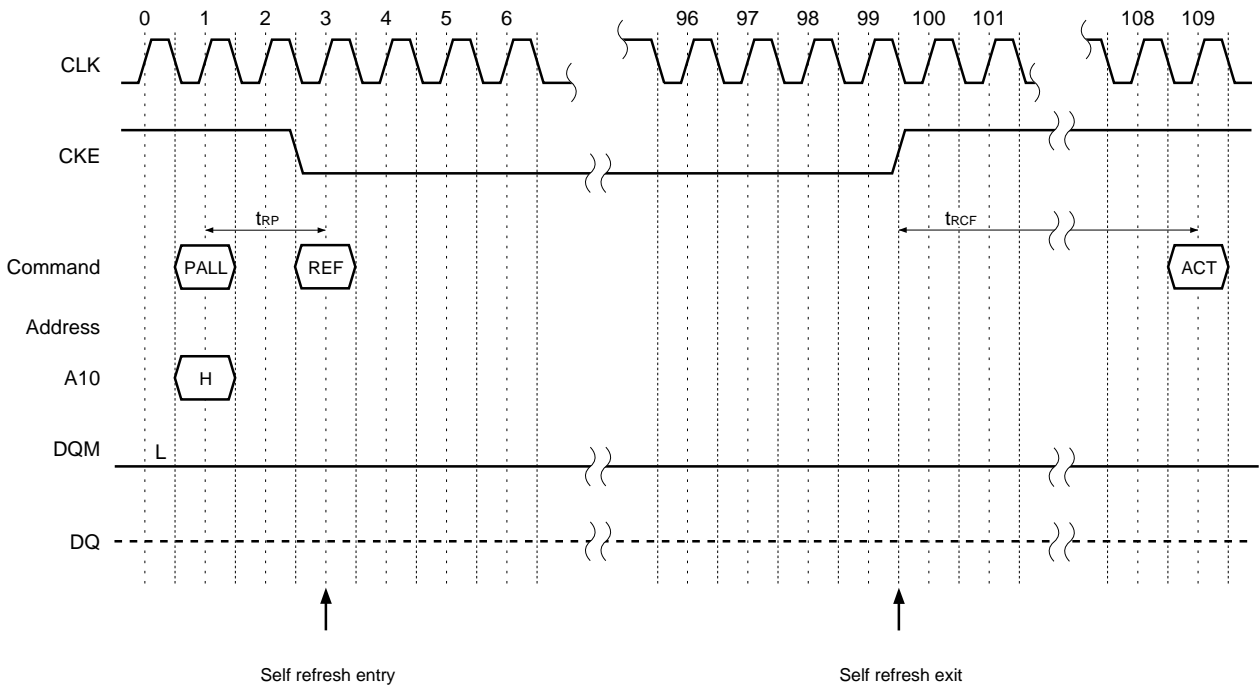 0 1 2 3 4 5 6 96 97 98 99 100 101 108 109
CLK
CKE
tRP tRCF
Command PALL REF ACT
Address
A10 H
DQM L
DQ
Self refresh entry Self refresh exit